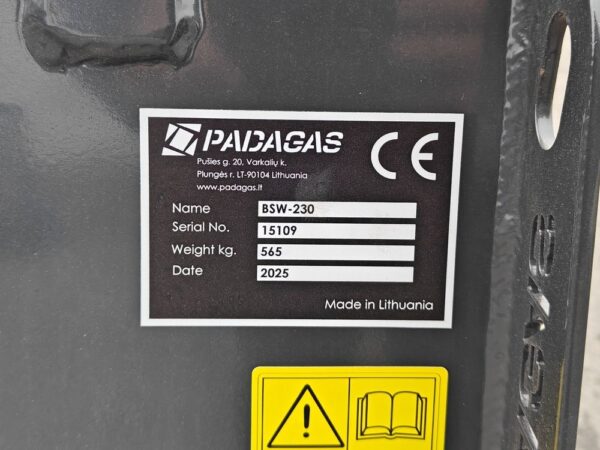 PADAGAS
CE
Pušies g. 20, Varkalių k.
Plungės r. LT-90104 Lithuania
www.padagas.lt
Name BSW-230
Serial No. 15109
Weight kg. 565
Date 2025
Made in Lithuania